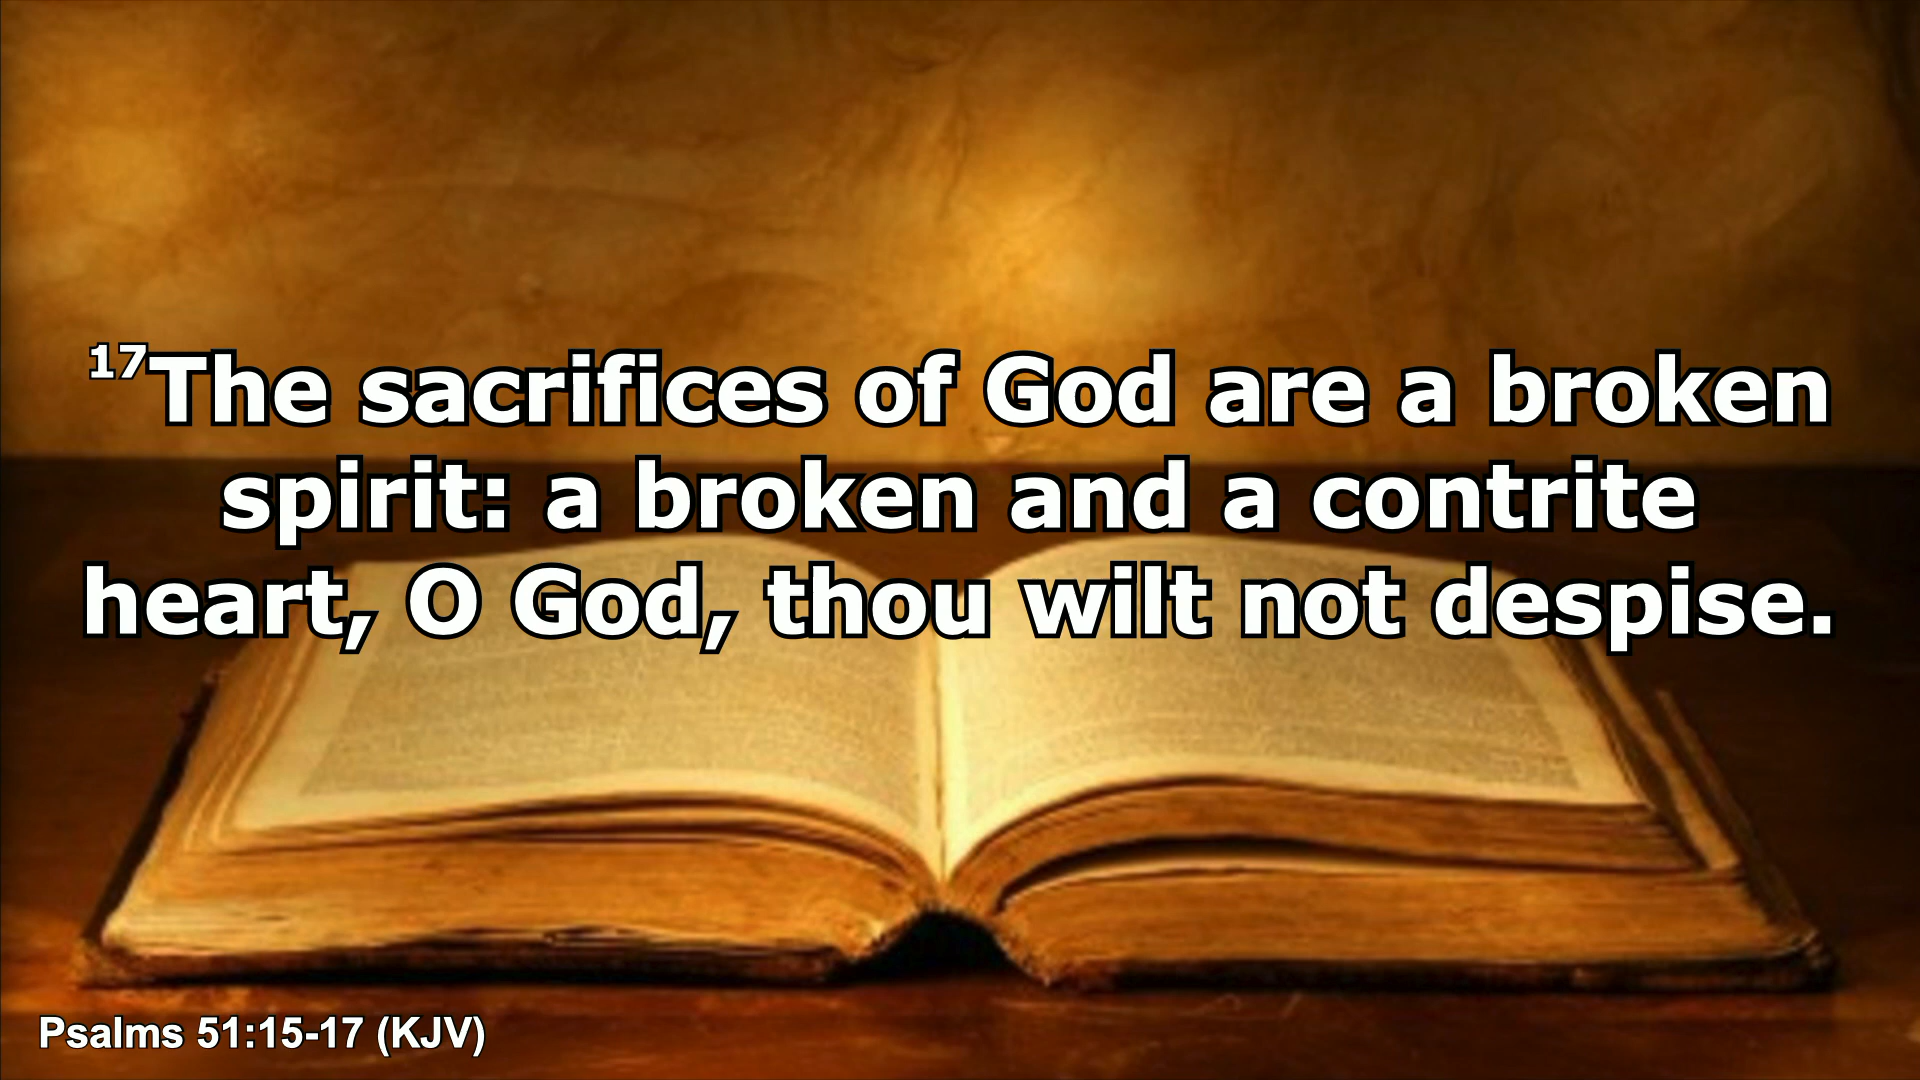 17The sacrifices of God are a broken
spirit: a broken and a contrite
heart, O God, thou wilt not despise.
Psalms 51:15-17 (KJV)